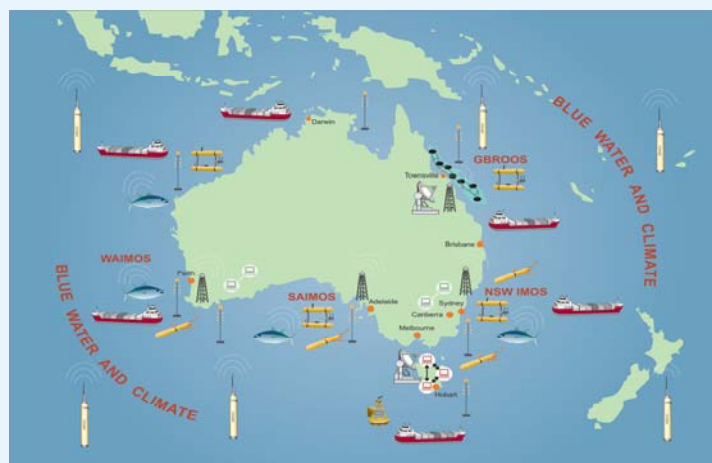 Darwin
BLUE WATER AND CLIMATE
GBROOS
Townsville
Brisbane
WAIMOS
Perth
SAIMOS
Adelaide
NSW IMOS
Sydney
Canberra
Melbourne
BLUE WATER AND CLIMATE
Hobart